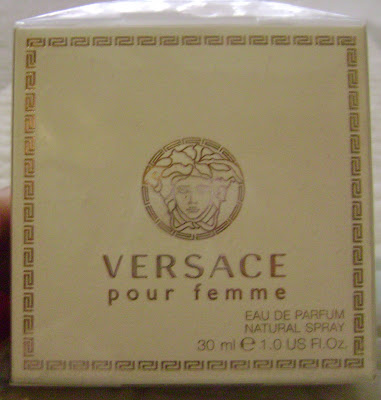 VERSACE
pour femme
EAU DE PARFUM
NATURAL SPRAY
30 ml ℮ 1.0 US Fl.Oz.